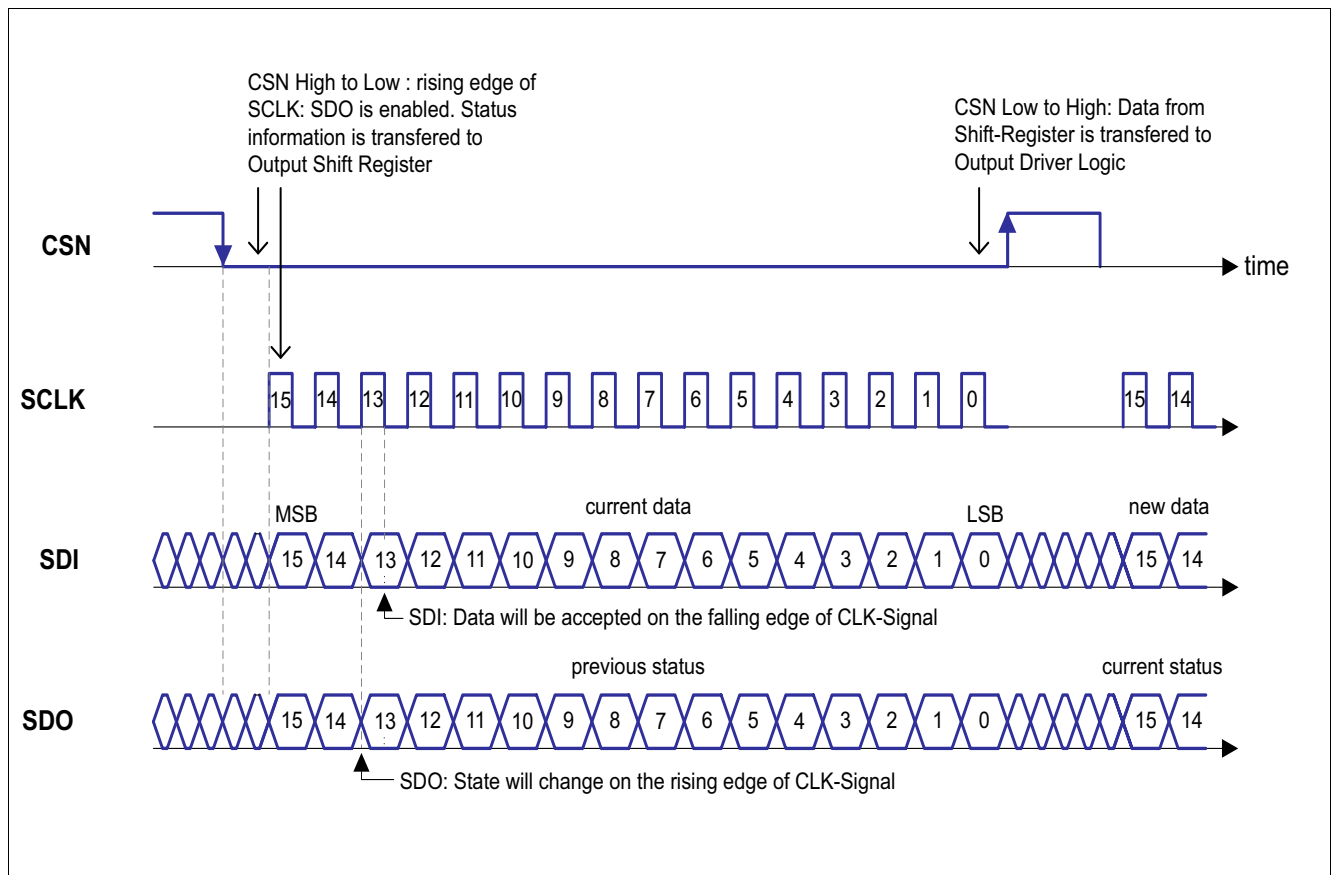 CSN High to Low : rising edge of
SCLK: SDO is enabled. Status
information is transfered to
Output Shift Register
CSN Low to High: Data from
Shift-Register is transfered to
Output Driver Logic
CSN
time
SCLK
15 14 13 12 11 10 9 8 7 6 5 4 3 2 1 0 15 14
MSB current data LSB new data
SDI
15 14 13 12 11 10 9 8 7 6 5 4 3 2 1 0 15 14
SDI: Data will be accepted on the falling edge of CLK-Signal
previous status current status
SDO
15 14 13 12 11 10 9 8 7 6 5 4 3 2 1 0 15 14
SDO: State will change on the rising edge of CLK-Signal